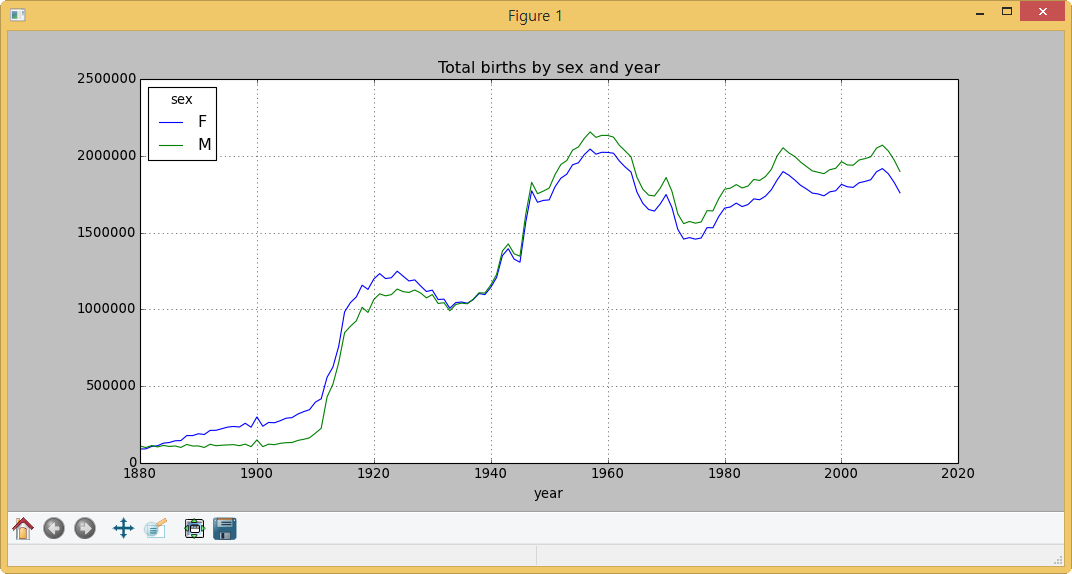 Figure 1
Total births by sex and year
2500000
sex
F
M
2000000
1500000
1000000
500000
0
1880 1900 1920 1940 1960 1980 2000 2020
year